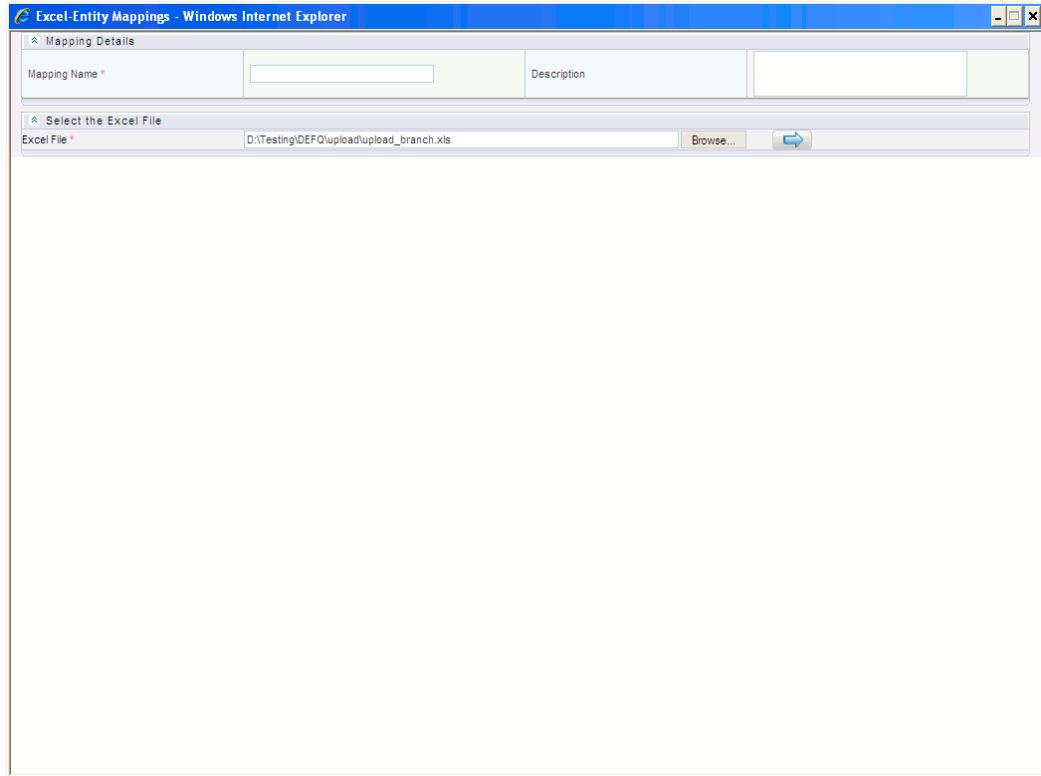 Excel-Entity Mappings - Windows Internet Explorer
Mapping Details
Mapping Name * Description
Select the Excel File
Excel File * D:\Testing\DEFQ\upload\upload_branch.xls Browse...